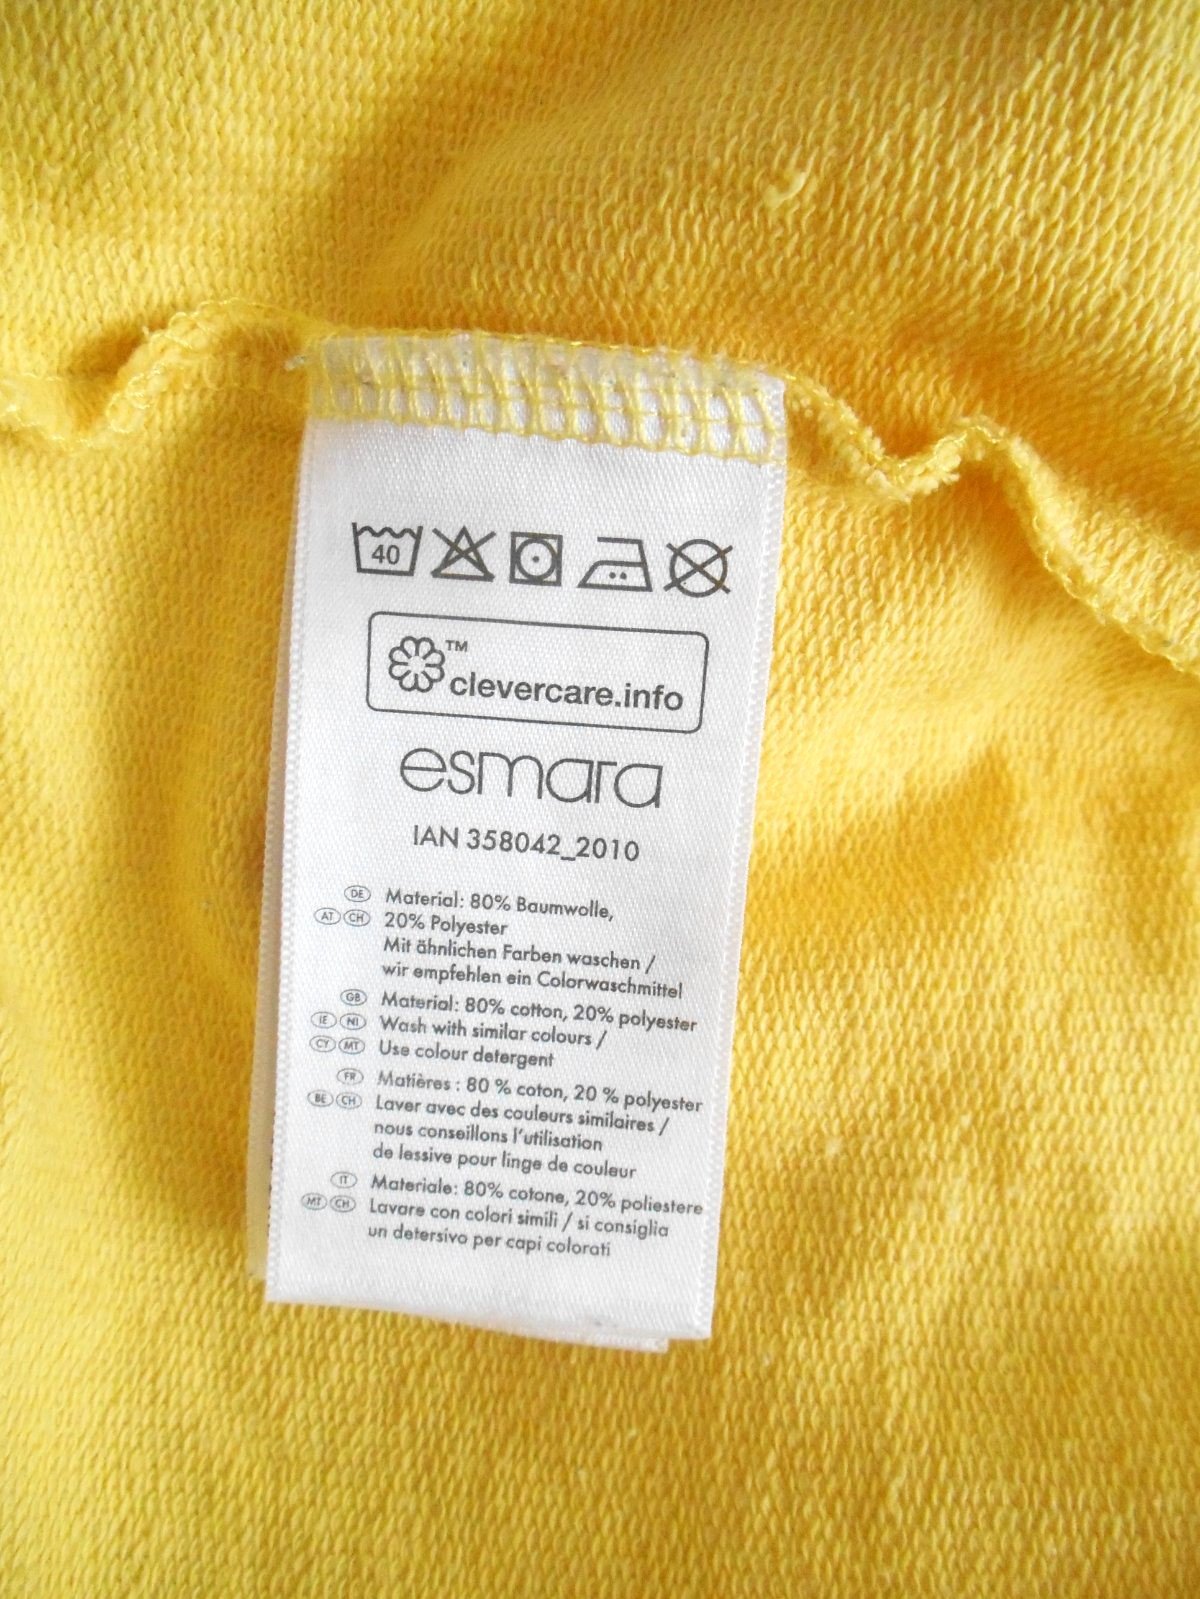 40
™
clevercare.info
esmara
IAN 358042_2010
DE Material: 80% Baumwolle,
AT CH 20% Polyester
Mit ähnlichen Farben waschen /
wir empfehlen ein Colorwaschmittel
GB Material: 80% cotton, 20% polyester
IE NI Wash with similar colours /
CY MT Use colour detergent
FR Matières : 80 % coton, 20 % polyester
BE CH Laver avec des couleurs similaires /
nous conseillons l'utilisation
de lessive pour linge de couleur
IT Materiale: 80% cotone, 20% poliestere
MT CH Lavare con colori simili / si consiglia
un detersivo per capi colorati